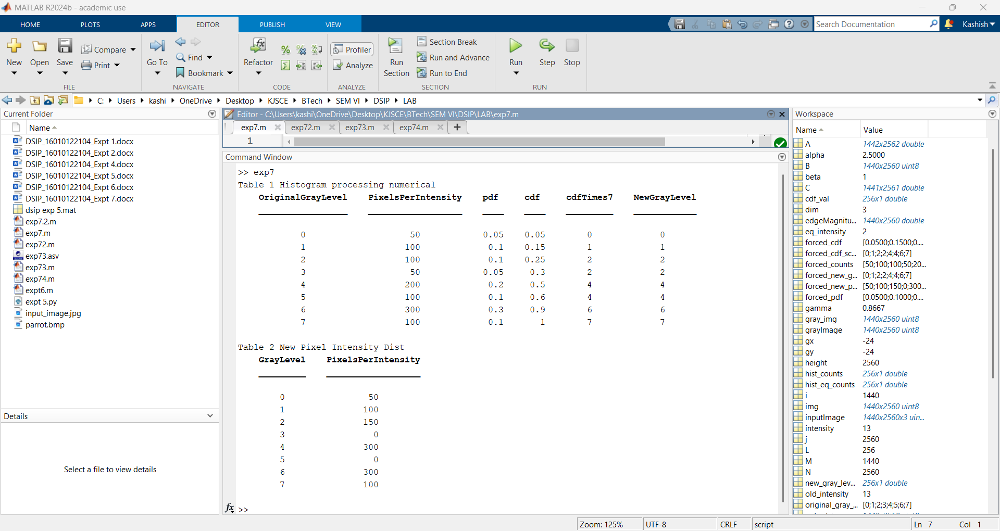 MATLAB R2024b - academic use
HOME PLOTS APPS EDITOR PUBLISH VIEW
Search Documentation
Kashish
New
Open
Save
Compare
Print
FILE
Go To
Find
Bookmark
NAVIGATE
Refactor
CODE
Profiler
Analyze
ANALYZE
Run Section
Section Break
Run and Advance
Run to End
SECTION
Run
Step
Stop
RUN
C: Users kashi OneDrive Desktop KJSCE BTech SEM VI DSIP LAB
Current Folder
Name
DSIP_16010122104_Expt 1.docx
DSIP_16010122104_Expt 2.docx
DSIP_16010122104_Expt 4.docx
DSIP_16010122104_Expt 5.docx
DSIP_16010122104_Expt 6.docx
DSIP_16010122104_Expt 7.docx
dsip exp 5.mat
exp7.2.m
exp7.m
exp72.m
exp73.asv
exp73.m
exp74.m
expt6.m
expt 5.py
input_image.jpg
parrot.bmp
Details
Select a file to view details
Editor - C:\Users\kashi\OneDrive\Desktop\KJSCE\BTech\SEM VI\DSIP\LAB\exp7.m
exp7.m exp72.m exp73.m exp74.m
1
Command Window
>> exp7
Table 1 Histogram processing numerical
OriginalGrayLevel PixelsPerIntensity pdf cdf cdfTimes7 NewGrayLevel
0 50 0.05 0.05 0 0
1 100 0.1 0.15 1 1
2 100 0.1 0.25 2 2
3 50 0.05 0.3 2 2
4 200 0.2 0.5 4 4
5 100 0.1 0.6 4 4
6 300 0.3 0.9 6 6
7 100 0.1 1 7 7
Table 2 New Pixel Intensity Dist
GrayLevel PixelsPerIntensity
0 50
1 100
2 150
3 0
4 300
5 0
6 300
7 100
fx >>
Workspace
Name Value
A 1442x2562 double
alpha 2.5000
B 1440x2560 uint8
beta 1
C 1441x2561 double
cdf_val 256x1 double
dim 3
edgeMagnitu... 1440x2560 double
eq_intensity 2
forced_cdf [0.0500;0.1500;0....
forced_cdf_sc... [0;1;2;2;4;4;6;7]
forced_counts [50;100;100;50;20...
forced_new_g... [0;1;2;2;4;4;6;7]
forced_new_p... [50;100;150;0;300...
forced_pdf [0.0500;0.1000;0....
gamma 0.8667
gray_img 1440x2560 uint8
grayImage 1440x2560 uint8
gx -24
gy -24
height 2560
hist_counts 256x1 double
hist_eq_counts 256x1 double
i 1440
img 1440x2560 uint8
inputImage 1440x2560x3 uin...
intensity 13
j 2560
L 256
M 1440
N 2560
new_gray_lev... 256x1 double
old_intensity 13
original_gray_... [0;1;2;3;4;5;6;7]
Zoom: 125% UTF-8 CRLF script Ln 7 Col 1